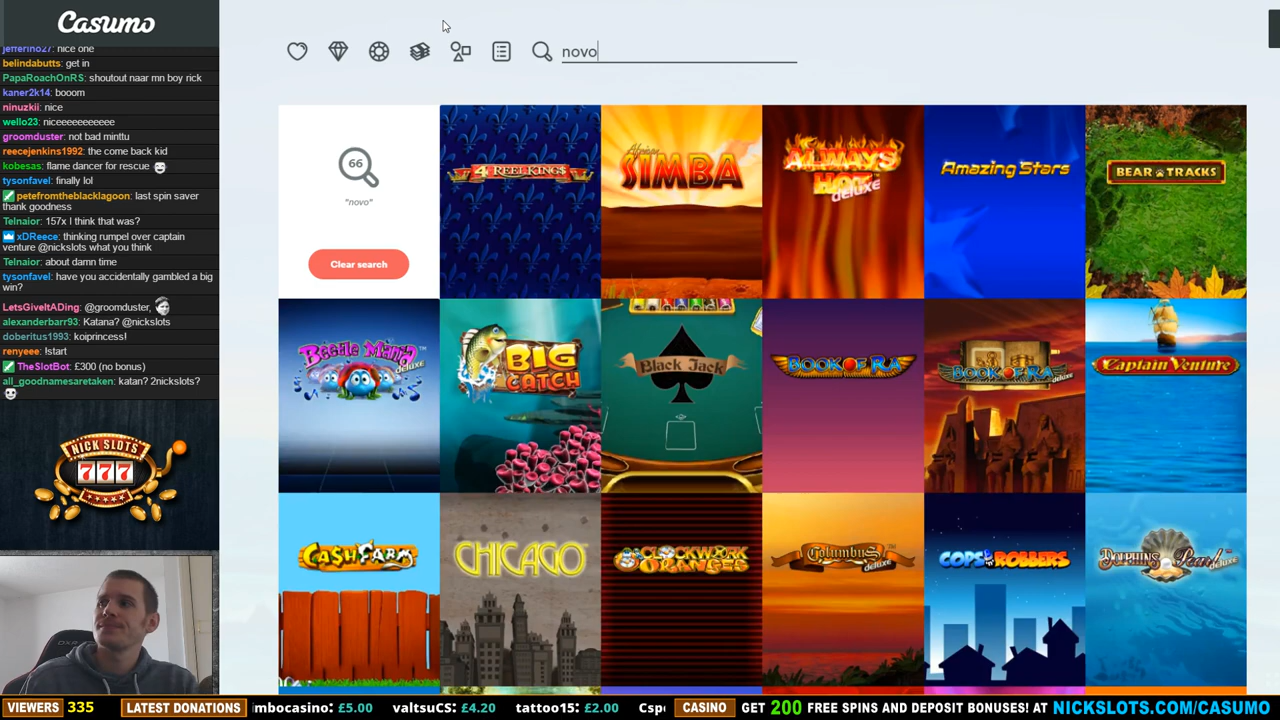 Casumo
jefferino27: nice one
belindabutts: get in
PapaRoachOnRS: shoutout naar mn boy rick
kaner2k14: booom
ninuzkii: nice
wello23: niceeeeeeeeeee
groomduster: not bad minttu
reecejenkins1992: the come back kid
kobesas: flame dancer for rescue
tysonfavel: finally lol
petefromtheblacklagoon: last spin saver
thank goodness
Telnaior: 157x I think that was?
xDReece: thinking rumpel over captain
venture @nickslots what you think
Telnaior: about damn time
tysonfavel: have you accidentally gambled a big
win?
LetsGiveItADing: @groomduster,
alexanderbarr93: Katana? @nickslots
doberitus1993: koiprincess!
renyeee: !start
TheSlotBot: £300 (no bonus)
all_goodnamesaretaken: katan? 2nickslots?
NICK SLOTS
777
novo
66
"novo"
Clear search
4 REEL KINGS
African SIMBA
ALWAYS HOT deluxe
Amazing Stars
BEAR TRACKS
Beetle Mania deluxe
BIG CATCH
Black Jack
BOOK OF RA
BOOK OF RA deluxe
Captain Venture
CASH FARM
CHICAGO
CLOCKWORK ORANGES
Columbus deluxe
COPS N ROBBERS
DOLPHIN'S PEARL deluxe
VIEWERS 335 LATEST DONATIONS imbocasino: £5.00 valtsuCS: £4.20 tattoo15: £2.00 Csp CASINO GET 200 FREE SPINS AND DEPOSIT BONUSES! AT NICKSLOTS.COM/CASUMO